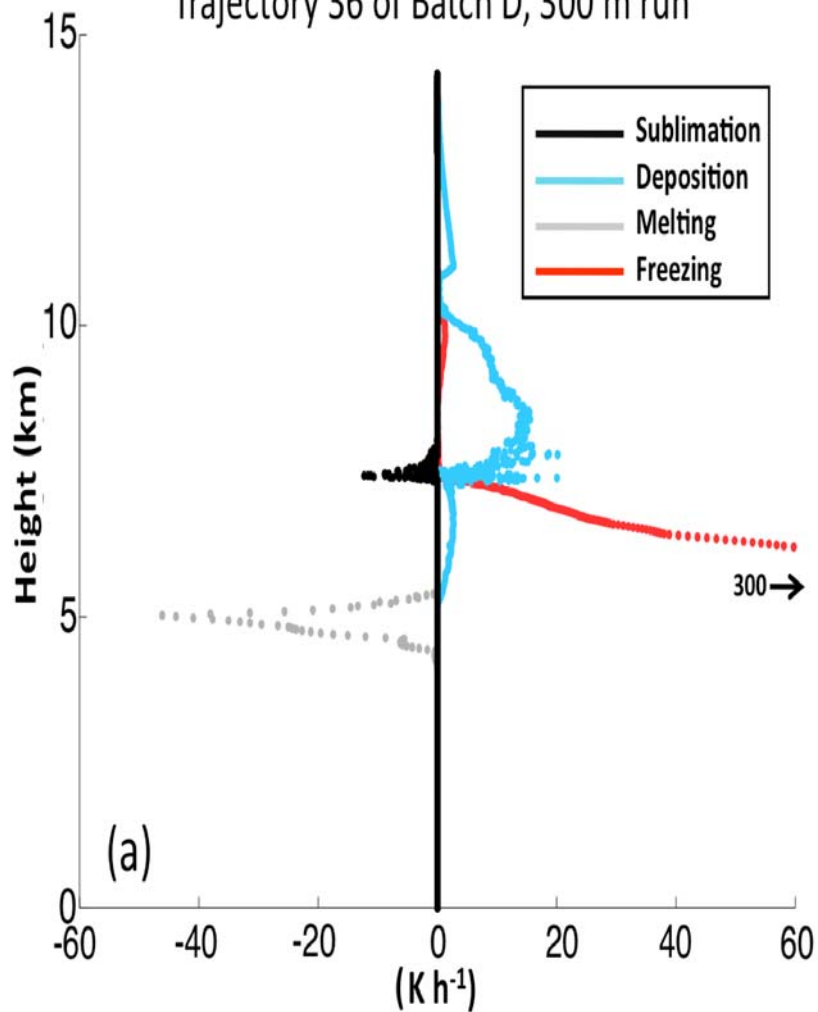 Trajectory 36 of Batch D, 300 m run
15
Sublimation
Deposition
Melting
Freezing
10
Height (km)
300
5
(a)
0
-60 -40 -20 0 20 40 60
(K h-1)